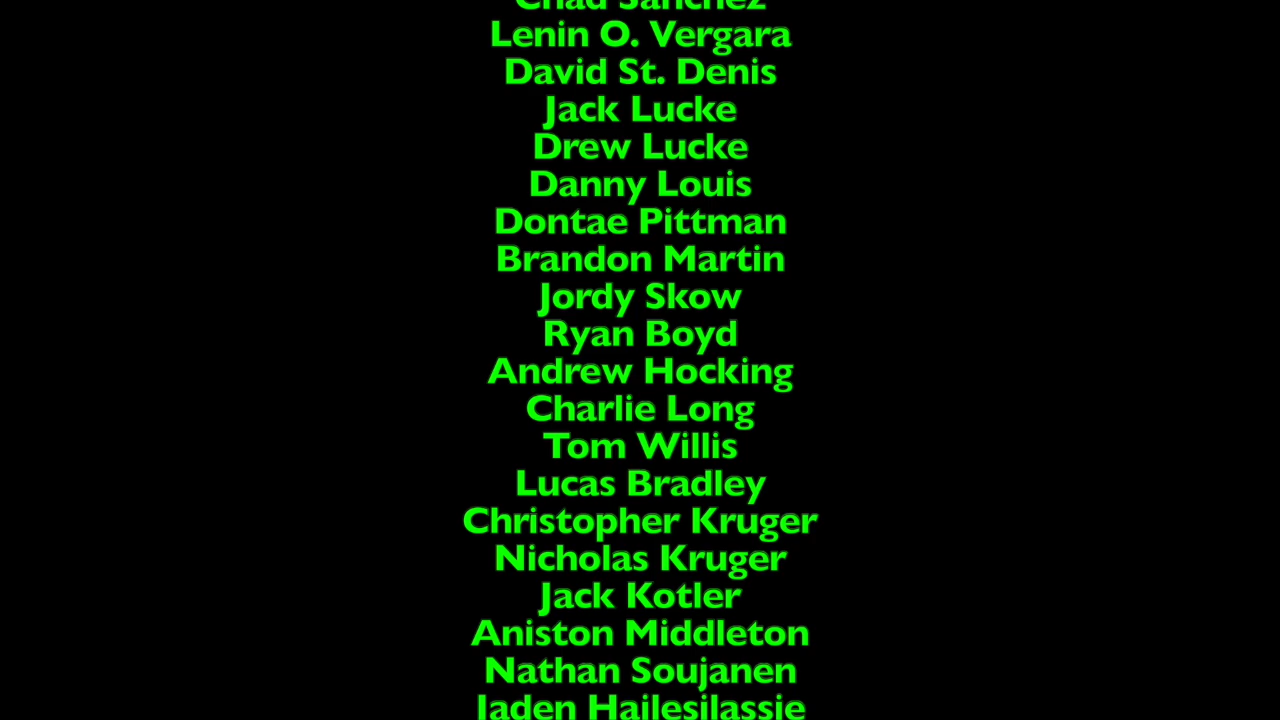 Chad Sanchez
Lenin O. Vergara
David St. Denis
Jack Lucke
Drew Lucke
Danny Louis
Dontae Pittman
Brandon Martin
Jordy Skow
Ryan Boyd
Andrew Hocking
Charlie Long
Tom Willis
Lucas Bradley
Christopher Kruger
Nicholas Kruger
Jack Kotler
Aniston Middleton
Nathan Soujanen
Jaden Hailesilassie